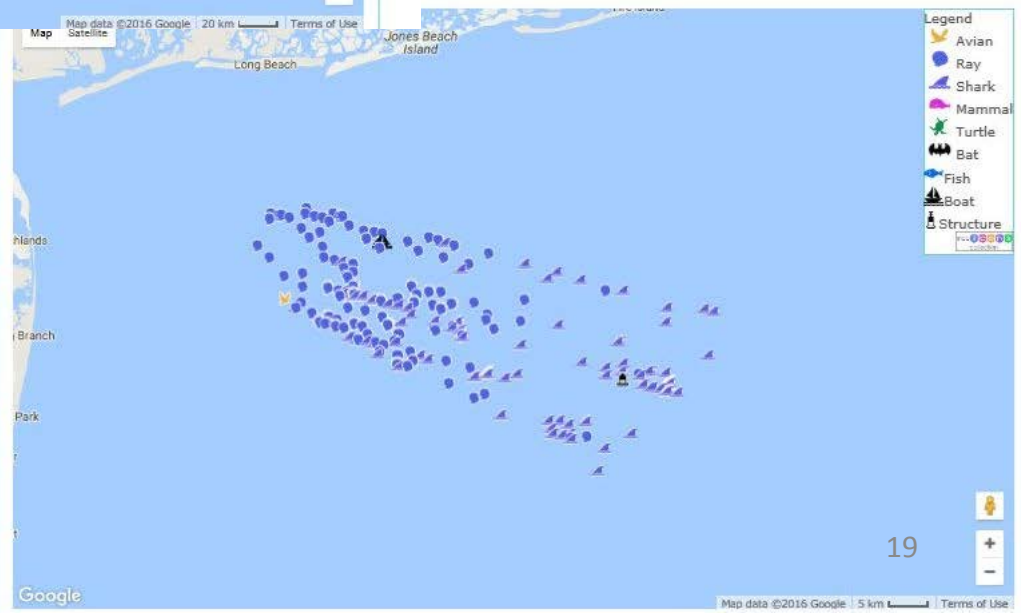 Map data ©2016 Google 20 km Terms of Use
Map Satellite
Jones Beach
Island
Long Beach
Legend
Avian
Ray
Shark
Mammal
Turtle
Bat
Fish
Boat
Structure
hlands
Branch
Park
19
+
−
Google
Map data ©2016 Google 5 km Terms of Use